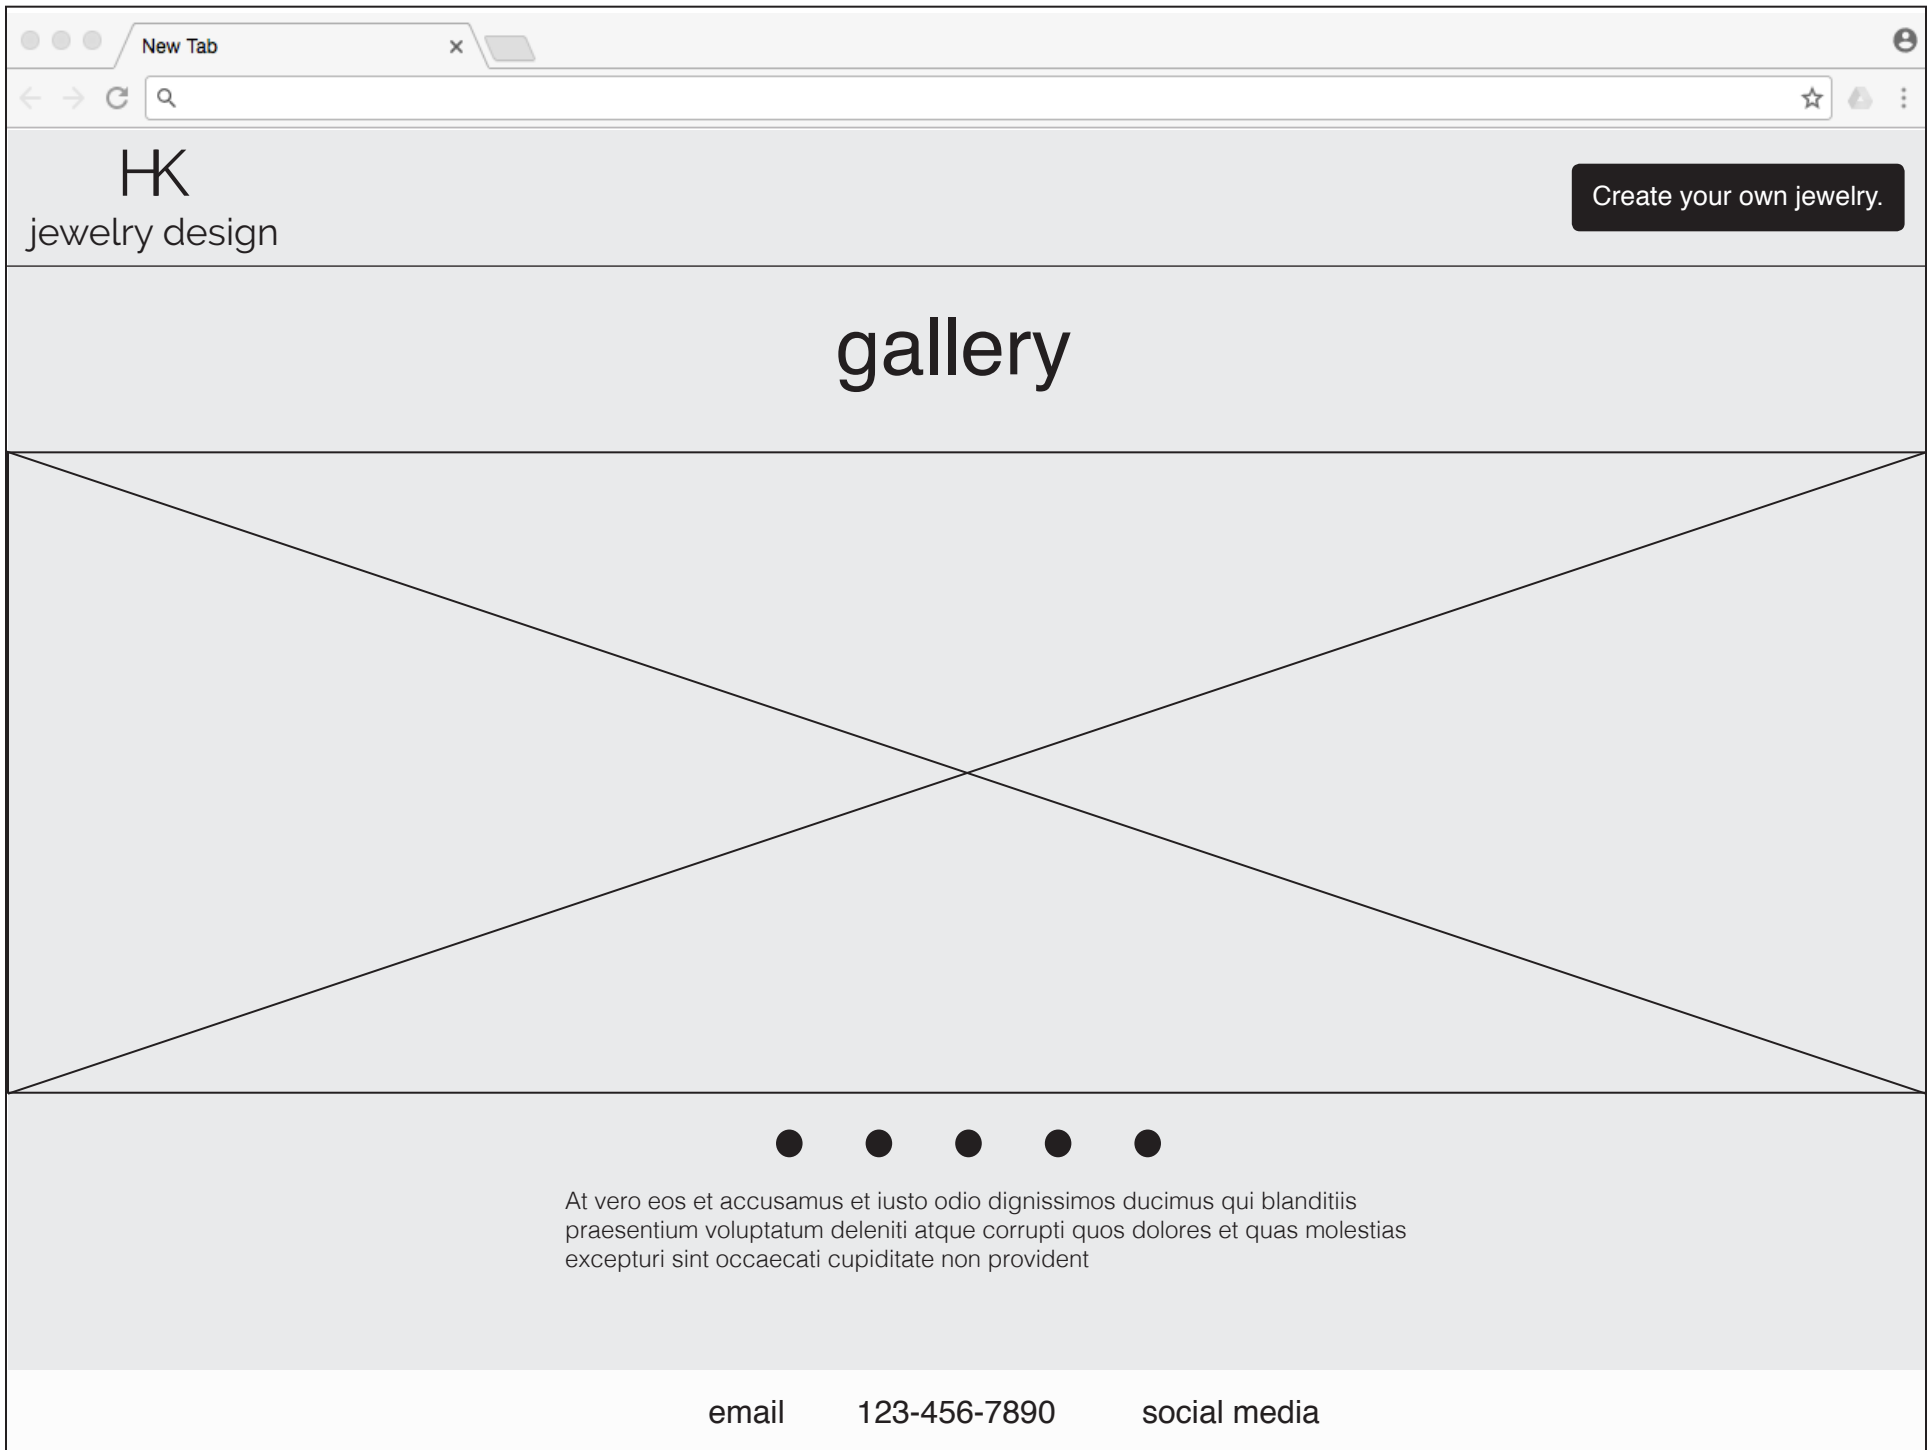 New Tab
HK
jewelry design
Create your own jewelry.
gallery
At vero eos et accusamus et iusto odio dignissimos ducimus qui blanditiis
praesentium voluptatum deleniti atque corrupti quos dolores et quas molestias
excepturi sint occaecati cupiditate non provident
email 123-456-7890 social media